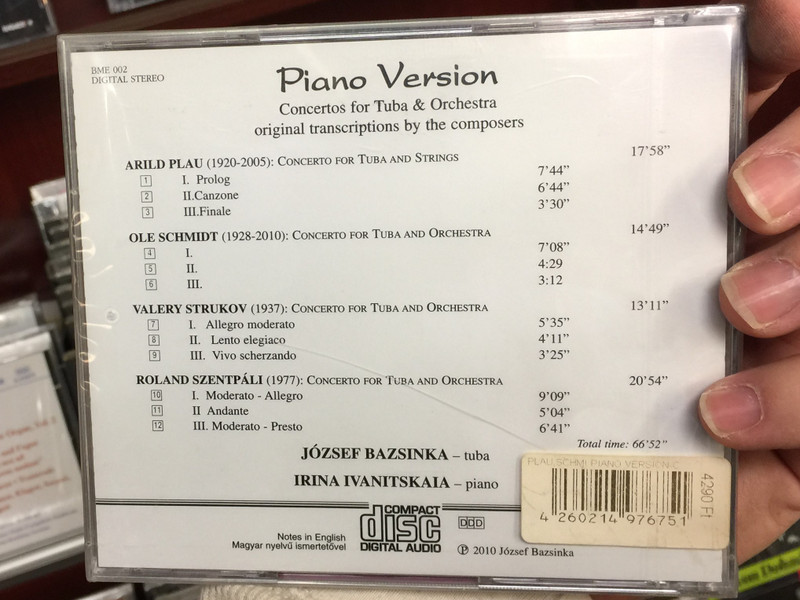 BME 002
DIGITAL STEREO
Piano Version
Concertos for Tuba & Orchestra
original transcriptions by the composers
ARILD PLAU (1920-2005): CONCERTO FOR TUBA AND STRINGS 17’58”
1 I. Prolog 7’44”
2 II.Canzone 6’44”
3 III.Finale 3’30”
OLE SCHMIDT (1928-2010): CONCERTO FOR TUBA AND ORCHESTRA 14’49”
4 I. 7’08”
5 II. 4:29
6 III. 3:12
VALERY STRUKOV (1937): CONCERTO FOR TUBA AND ORCHESTRA 13’11”
7 I. Allegro moderato 5’35”
8 II. Lento elegiaco 4’11”
9 III. Vivo scherzando 3’25”
ROLAND SZENTPÁLI (1977): CONCERTO FOR TUBA AND ORCHESTRA 20’54”
10 I. Moderato - Allegro 9’09”
11 II Andante 5’04”
12 III. Moderato - Presto 6’41”
Total time: 66’52”
JÓZSEF BAZSINKA – tuba
IRINA IVANITSKAIA – piano
PLAU,SCHMI PIANO VERSION C
4290 Ft
4 260214 976751
Notes in English
Magyar nyelvű ismertetővel
COMPACT
disc
DIGITAL AUDIO
DDD
℗ 2010 József Bazsinka